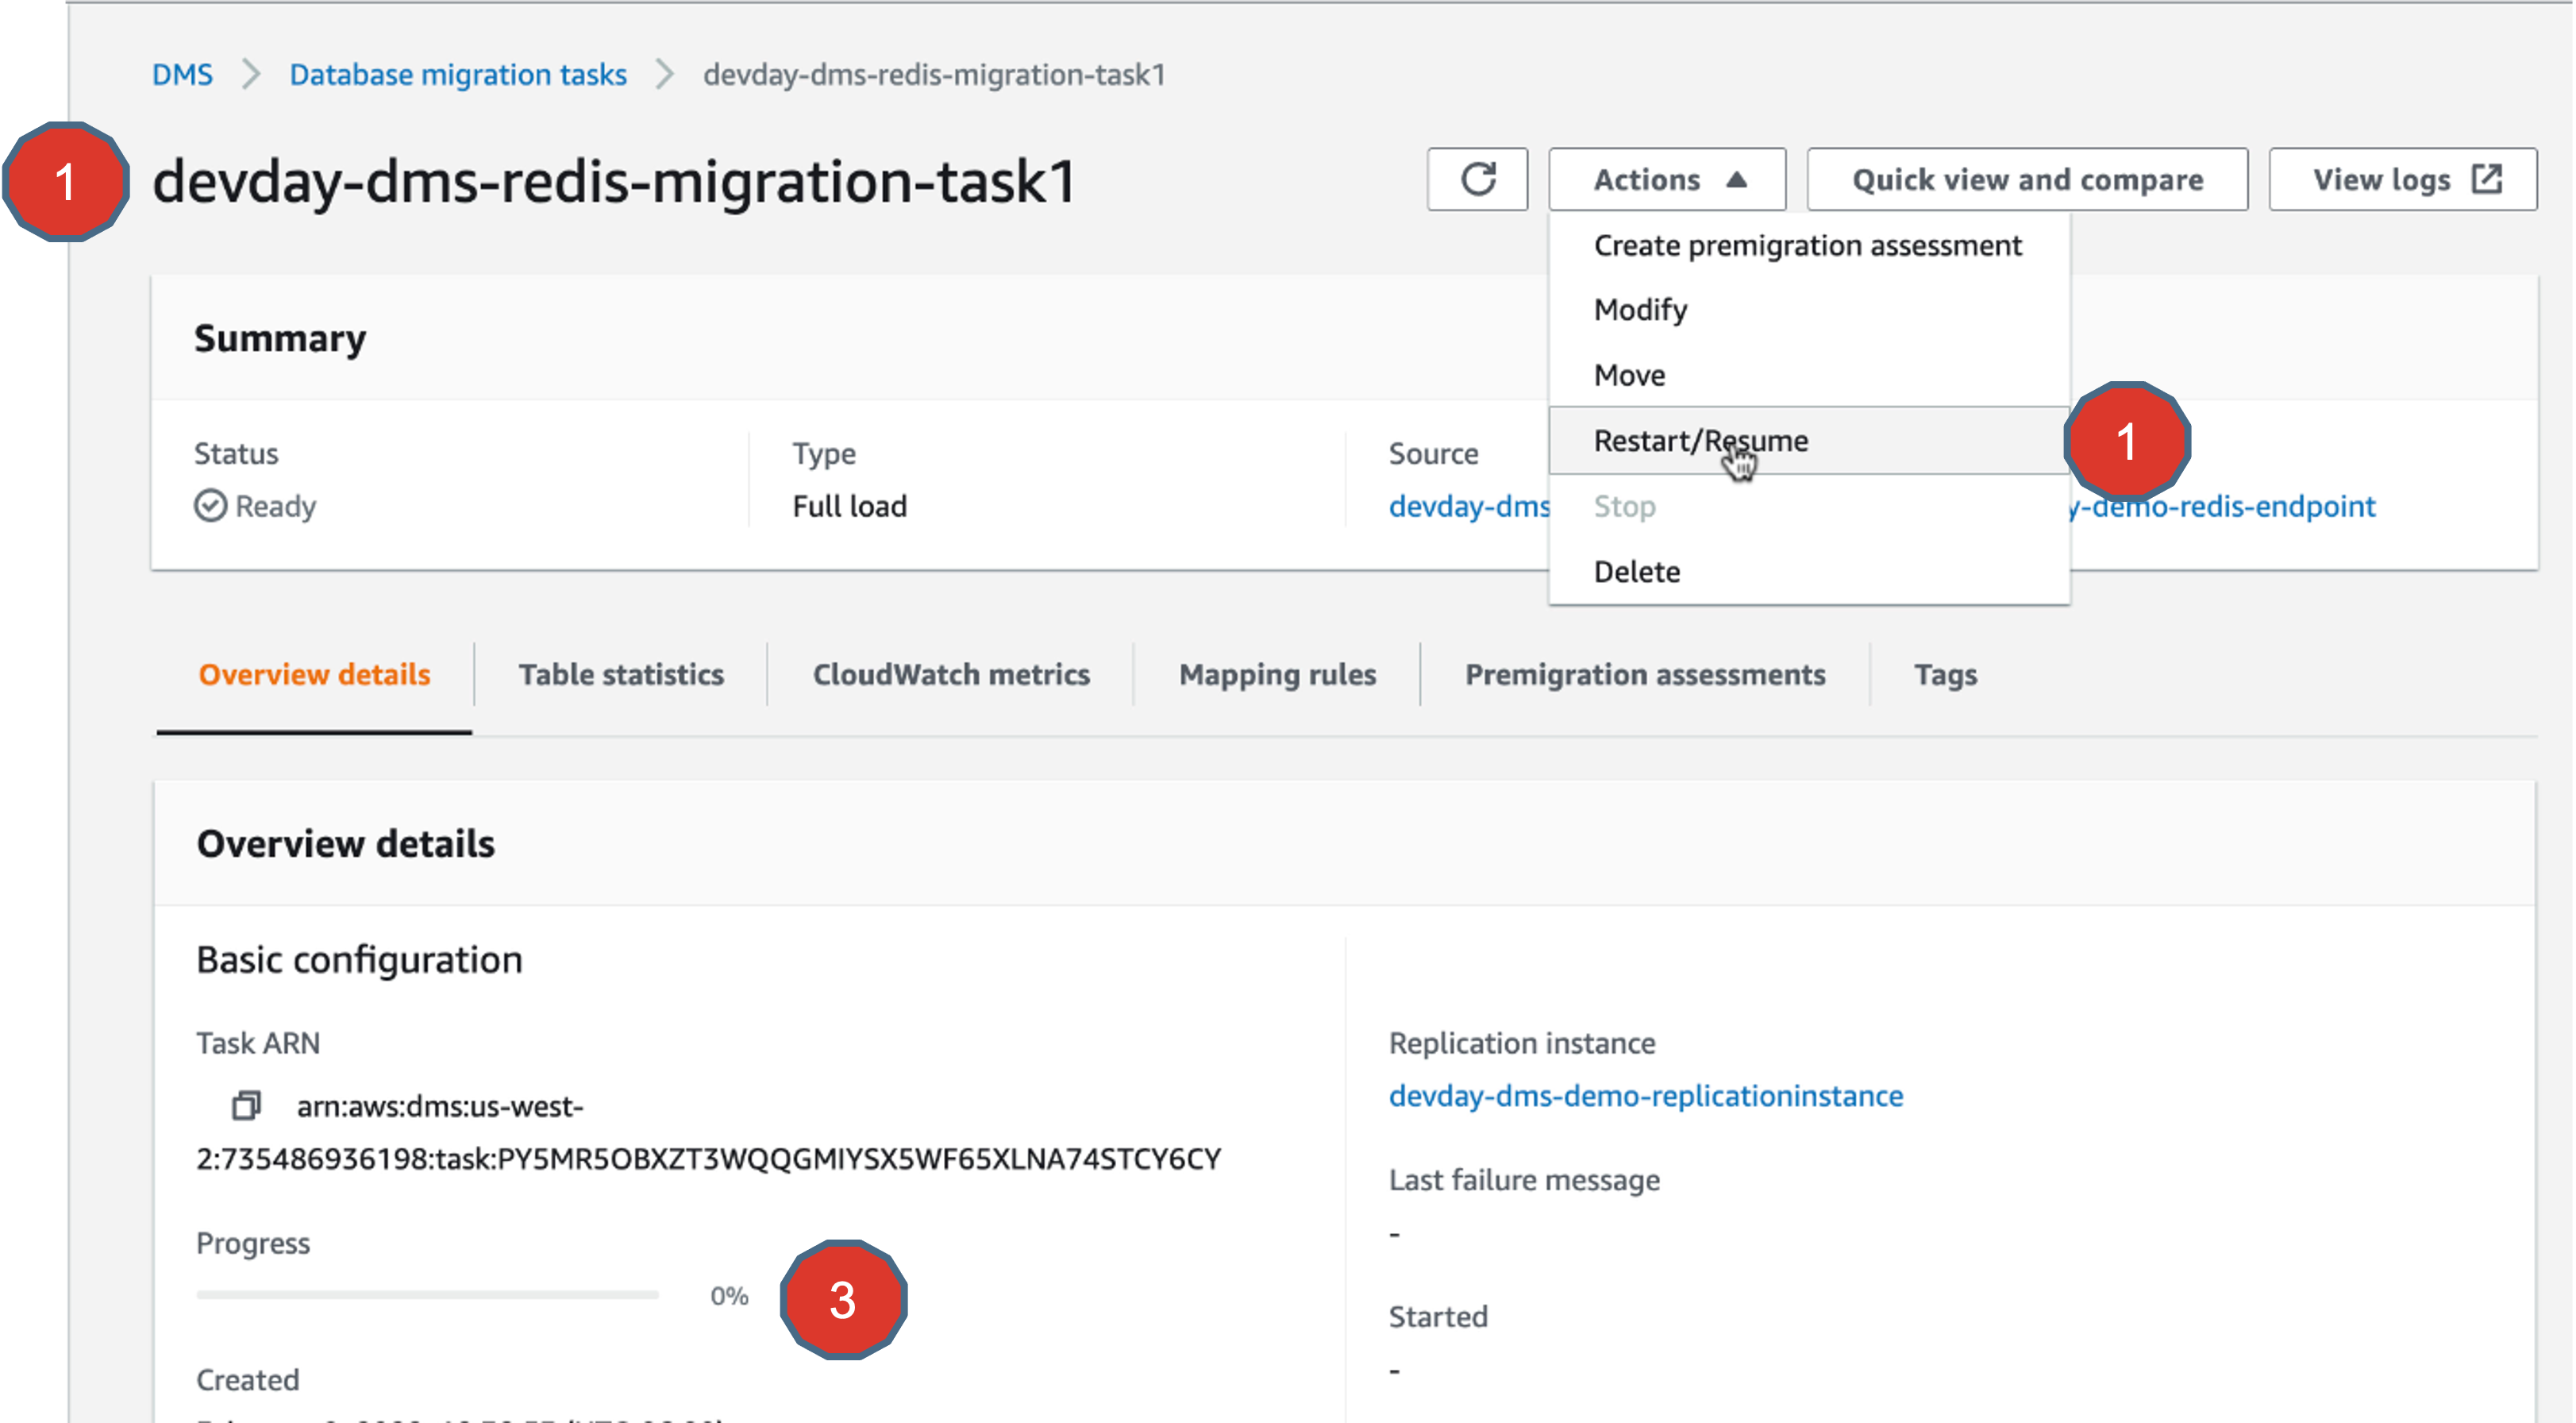 DMS > Database migration tasks > devday-dms-redis-migration-task1
1
devday-dms-redis-migration-task1
Actions
Quick view and compare
View logs
Create premigration assessment
Modify
Move
Restart/Resume
1
Stop
Delete
Summary
Status
Ready
Type
Full load
Source
devday-dms
y-demo-redis-endpoint
Overview details
Table statistics
CloudWatch metrics
Mapping rules
Premigration assessments
Tags
Overview details
Basic configuration
Task ARN
arn:aws:dms:us-west-
2:735486936198:task:PY5MR5OBXZT3WQQGMIYSX5WF65XLNA74STCY6CY
Progress
0%
3
Created
Replication instance
devday-dms-demo-replicationinstance
Last failure message
-
Started
-